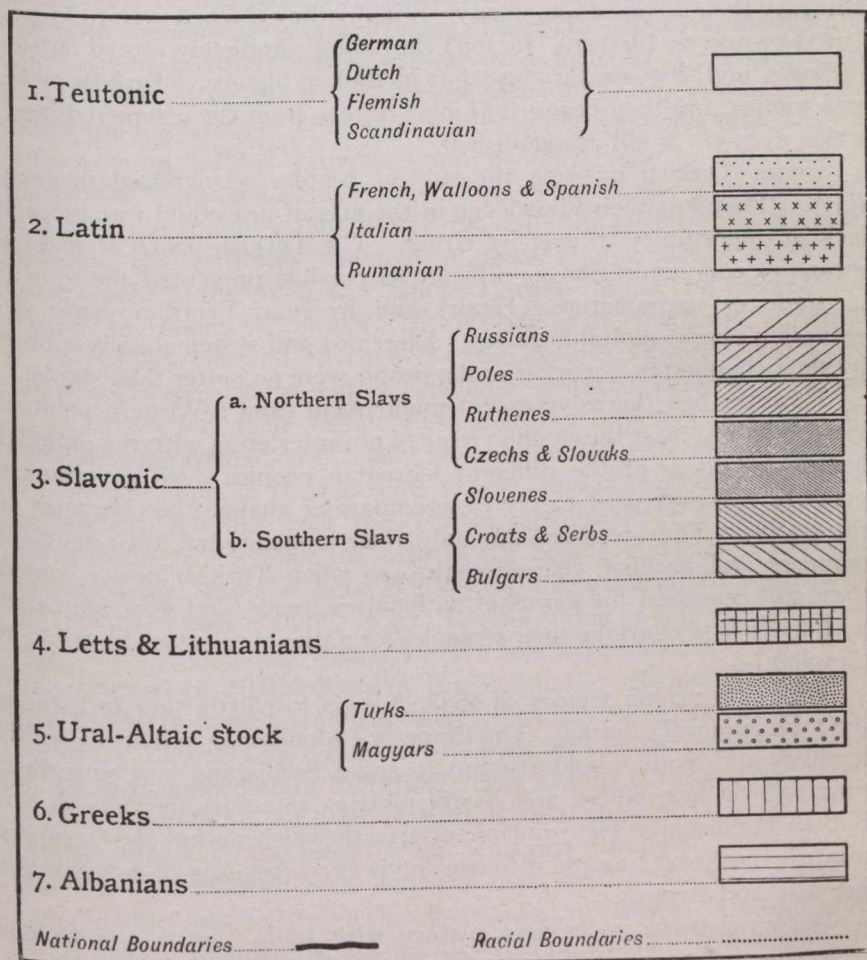 German
Dutch
1. Teutonic
Flemish
Scandinavian
French, Walloons & Spanish
2. Latin
Italian
Rumanian
Russians
a. Northern Slavs
Poles
Ruthenes
Czechs & Slovaks
3. Slavonic
Slovenes
b. Southern Slavs
Croats & Serbs
Bulgars
4. Letts & Lithuanians
Turks
5. Ural-Altaic stock
Magyars
6. Greeks
7. Albanians
National Boundaries
Racial Boundaries